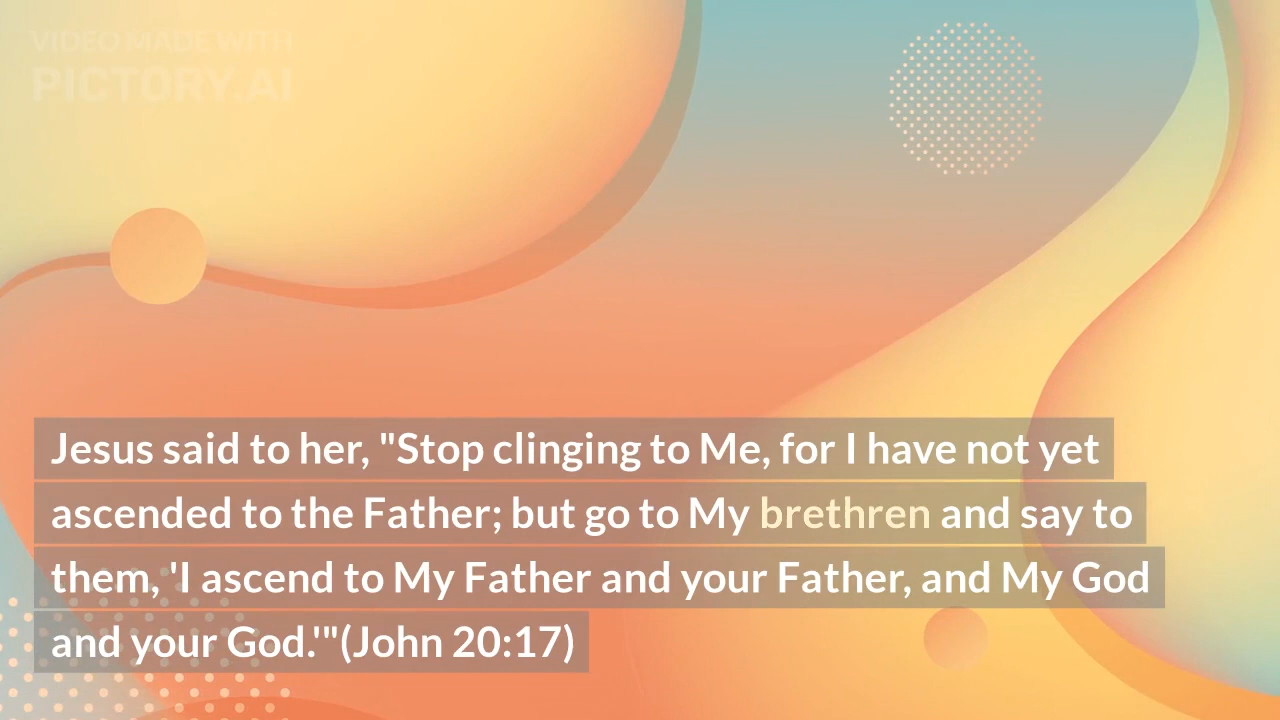 VIDEO MADE WITH
PICTORY.AI
Jesus said to her, "Stop clinging to Me, for I have not yet
ascended to the Father; but go to My brethren and say to
them, 'I ascend to My Father and your Father, and My God
and your God.'"(John 20:17)